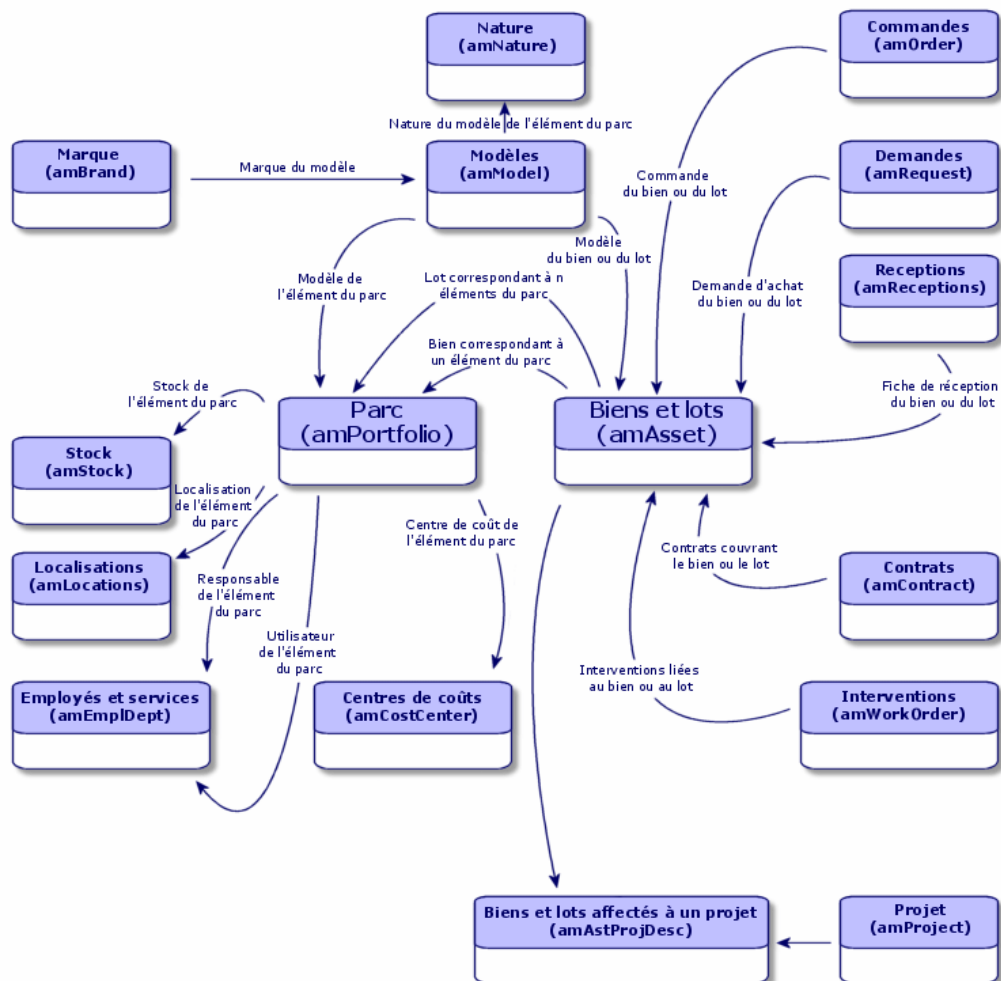 Nature
(amNature)
Commandes
(amOrder)
Nature du modèle de l'élément du parc
Marque
(amBrand)
Marque du modèle
Modèles
(amModel)
Commande
du bien ou du lot
Demandes
(amRequest)
Modèle de
l'élément du parc
Lot correspondant à n
éléments du parc
Modèle
du bien ou du lot
Demande d'achat
du bien ou du lot
Receptions
(amReceptions)
Bien correspondant à
un élément du parc
Stock de
l'élément du parc
Fiche de réception
du bien ou du lot
Parc
(amPortfolio)
Biens et lots
(amAsset)
Stock
(amStock)
Localisation
de l'élément
du parc
Centre de coût de
l'élément du parc
Contrats couvrant
le bien ou le lot
Localisations
(amLocations)
Contrats
(amContract)
Responsable
de l'élément
du parc
Utilisateur
de l'élément
du parc
Interventions liées
au bien ou au lot
Employés et services
(amEmplDept)
Centres de coûts
(amCostCenter)
Interventions
(amWorkOrder)
Biens et lots affectés à un projet
(amAstProjDesc)
Projet
(amProject)